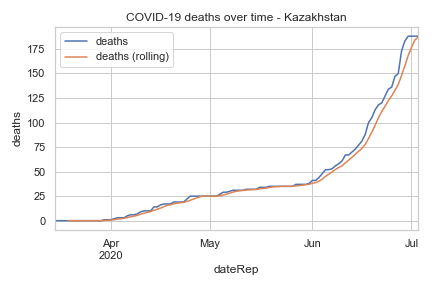 COVID-19 deaths over time - Kazakhstan
deaths
deaths (rolling)
175
150
125
100
75
50
25
0
deaths
Apr
2020
May
Jun
Jul
dateRep